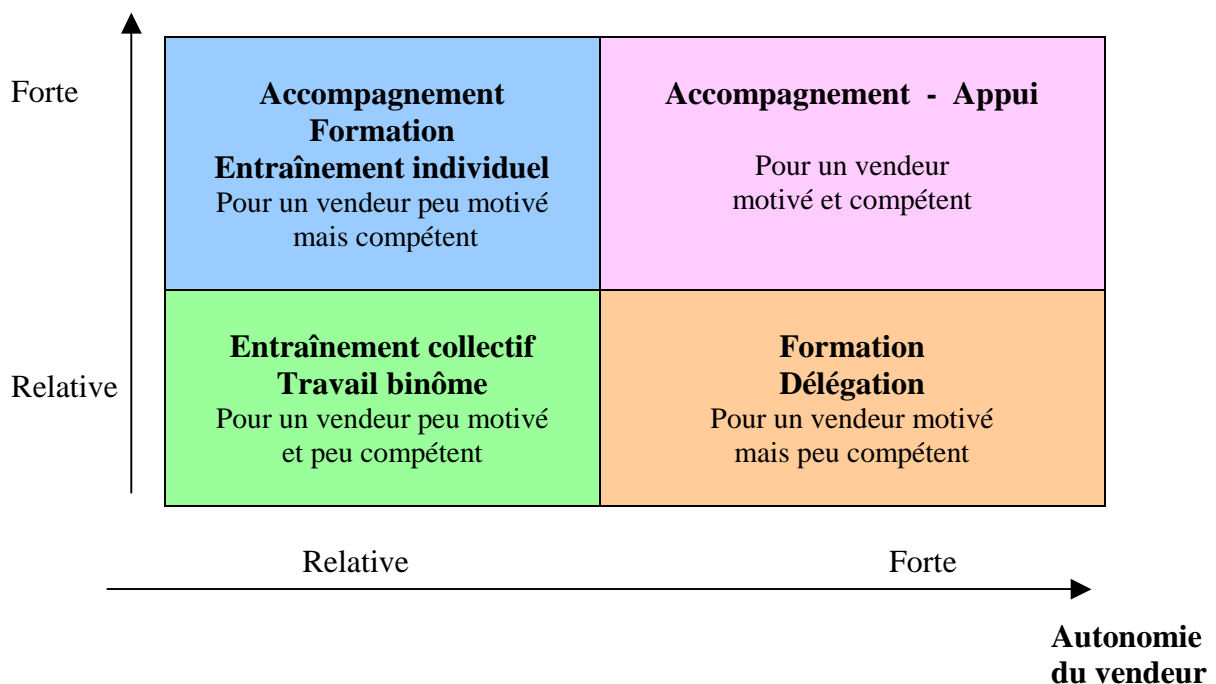 Forte
Accompagnement
Formation
Entraînement individuel
Pour un vendeur peu motivé
mais compétent
Accompagnement - Appui
Pour un vendeur
motivé et compétent
Relative
Entraînement collectif
Travail binôme
Pour un vendeur peu motivé
et peu compétent
Formation
Délégation
Pour un vendeur motivé
mais peu compétent
Relative
Forte
Autonomie
du vendeur